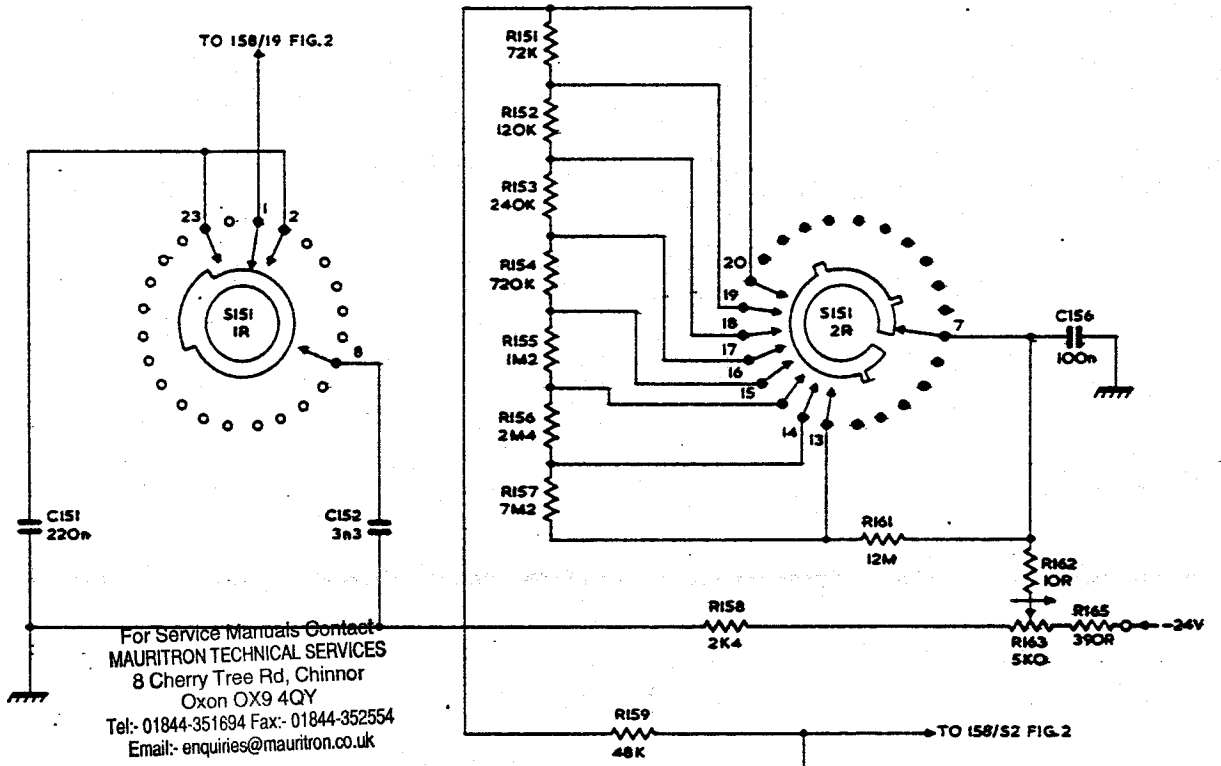 TO 158/19 FIG.2
23
1
2
S151
1R
8
C151
220n
C152
3n3
R151
72K
R152
120K
R153
240K
R154
720K
R155
1M2
R156
2M4
R157
7M2
20
19
18
17
16
15
14
13
S151
2R
7
C156
100n
R161
12M
R162
10R
R158
2K4
R163
5KΩ
R165
390R
-24V
R159
48K
TO 158/S2 FIG.2
For Service Manuals Contact
MAURITRON TECHNICAL SERVICES
8 Cherry Tree Rd, Chinnor
Oxon OX9 4QY
Tel:- 01844-351694 Fax:- 01844-352554
Email:- enquiries@mauritron.co.uk